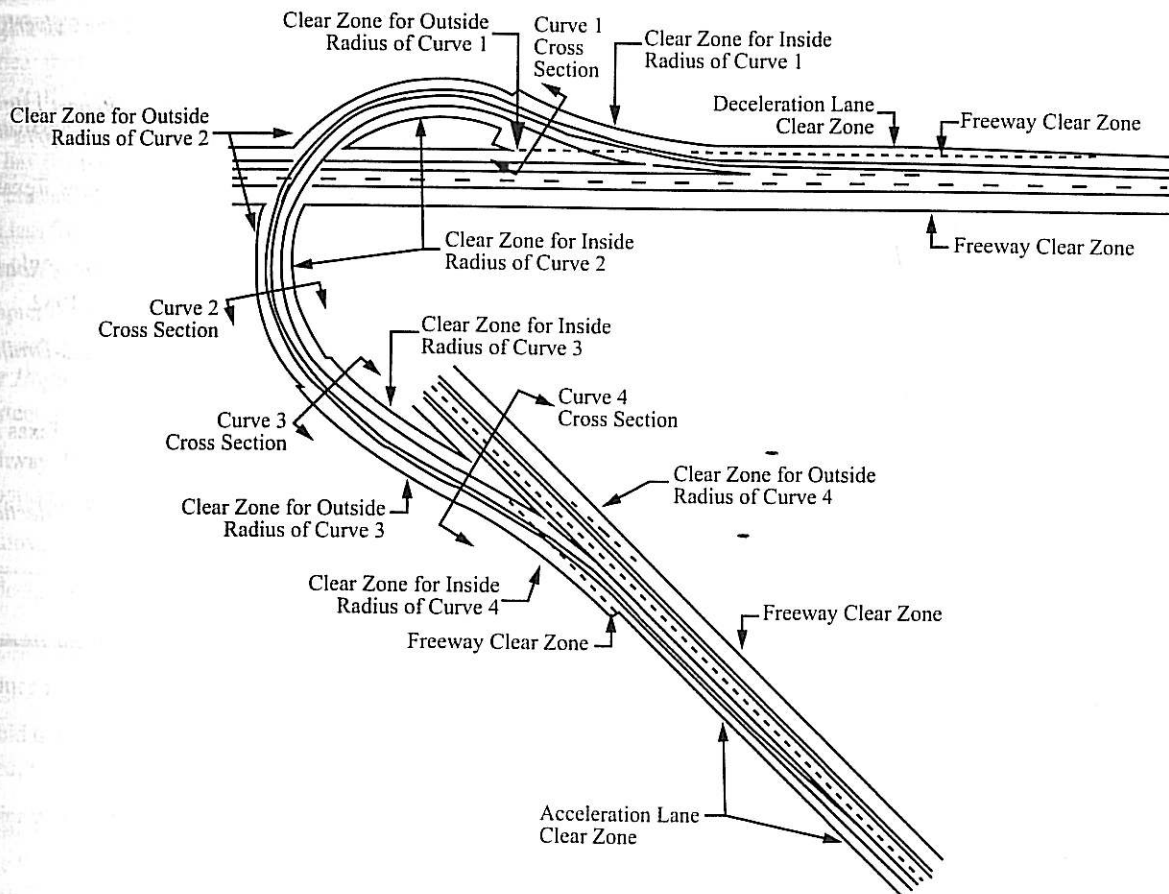 Clear Zone for Outside
Radius of Curve 1
Curve 1
Cross
Section
Clear Zone for Inside
Radius of Curve 1
Deceleration Lane
Clear Zone
Freeway Clear Zone
Clear Zone for Outside
Radius of Curve 2
Clear Zone for Inside
Radius of Curve 2
Freeway Clear Zone
Curve 2
Cross Section
Clear Zone for Inside
Radius of Curve 3
Curve 4
Cross Section
Curve 3
Cross Section
Clear Zone for Outside
Radius of Curve 4
Clear Zone for Outside
Radius of Curve 3
Clear Zone for Inside
Radius of Curve 4
Freeway Clear Zone
Freeway Clear Zone
Acceleration Lane
Clear Zone